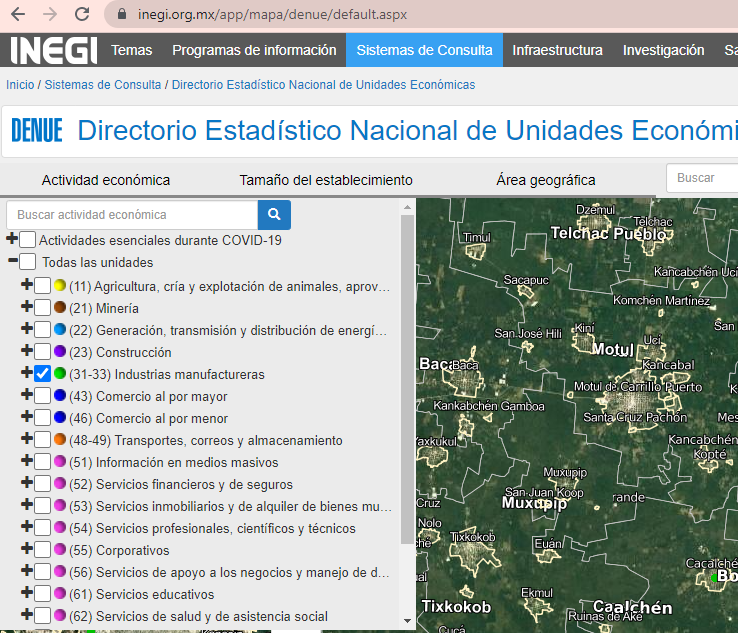 inegi.org.mx/app/mapa/denue/default.aspx
INEGI Temas Programas de información Sistemas de Consulta Infraestructura Investigación Sa
Inicio / Sistemas de Consulta / Directorio Estadístico Nacional de Unidades Económicas
DENUE Directorio Estadístico Nacional de Unidades Económi
Actividad económica Tamaño del establecimiento Área geográfica Buscar
Buscar actividad económica
Actividades esenciales durante COVID-19
Todas las unidades
(11) Agricultura, cría y explotación de animales, aprov...
(21) Minería
(22) Generación, transmisión y distribución de energí...
(23) Construcción
(31-33) Industrias manufactureras
(43) Comercio al por mayor
(46) Comercio al por menor
(48-49) Transportes, correos y almacenamiento
(51) Información en medios masivos
(52) Servicios financieros y de seguros
(53) Servicios inmobiliarios y de alquiler de bienes mu...
(54) Servicios profesionales, científicos y técnicos
(55) Corporativos
(56) Servicios de apoyo a los negocios y manejo de d...
(61) Servicios educativos
(62) Servicios de salud y de asistencia social
Dzemul
Telchac
Telchac Pueblo
Timul
Kancabchén Uci
Sacapuc
Komchén Martínez
San José Hili
Kiní
San
Uci
Motul
Baca
Baca
Kancabal
Motul de Carrillo Puerto
Kankabchén Gamboa
Santa Cruz Pachón
Mes
Yaxkukul
Kancabchén
Kopté
Muxupip
San Juan Koop
rande
Cruz
Muxupip
Nolo
Tixkokob
ché
Euán
Cacalchén
ual
Bo
Ekmul
Tixkokob
Caalchén
Ruinas de Aké
Cucá